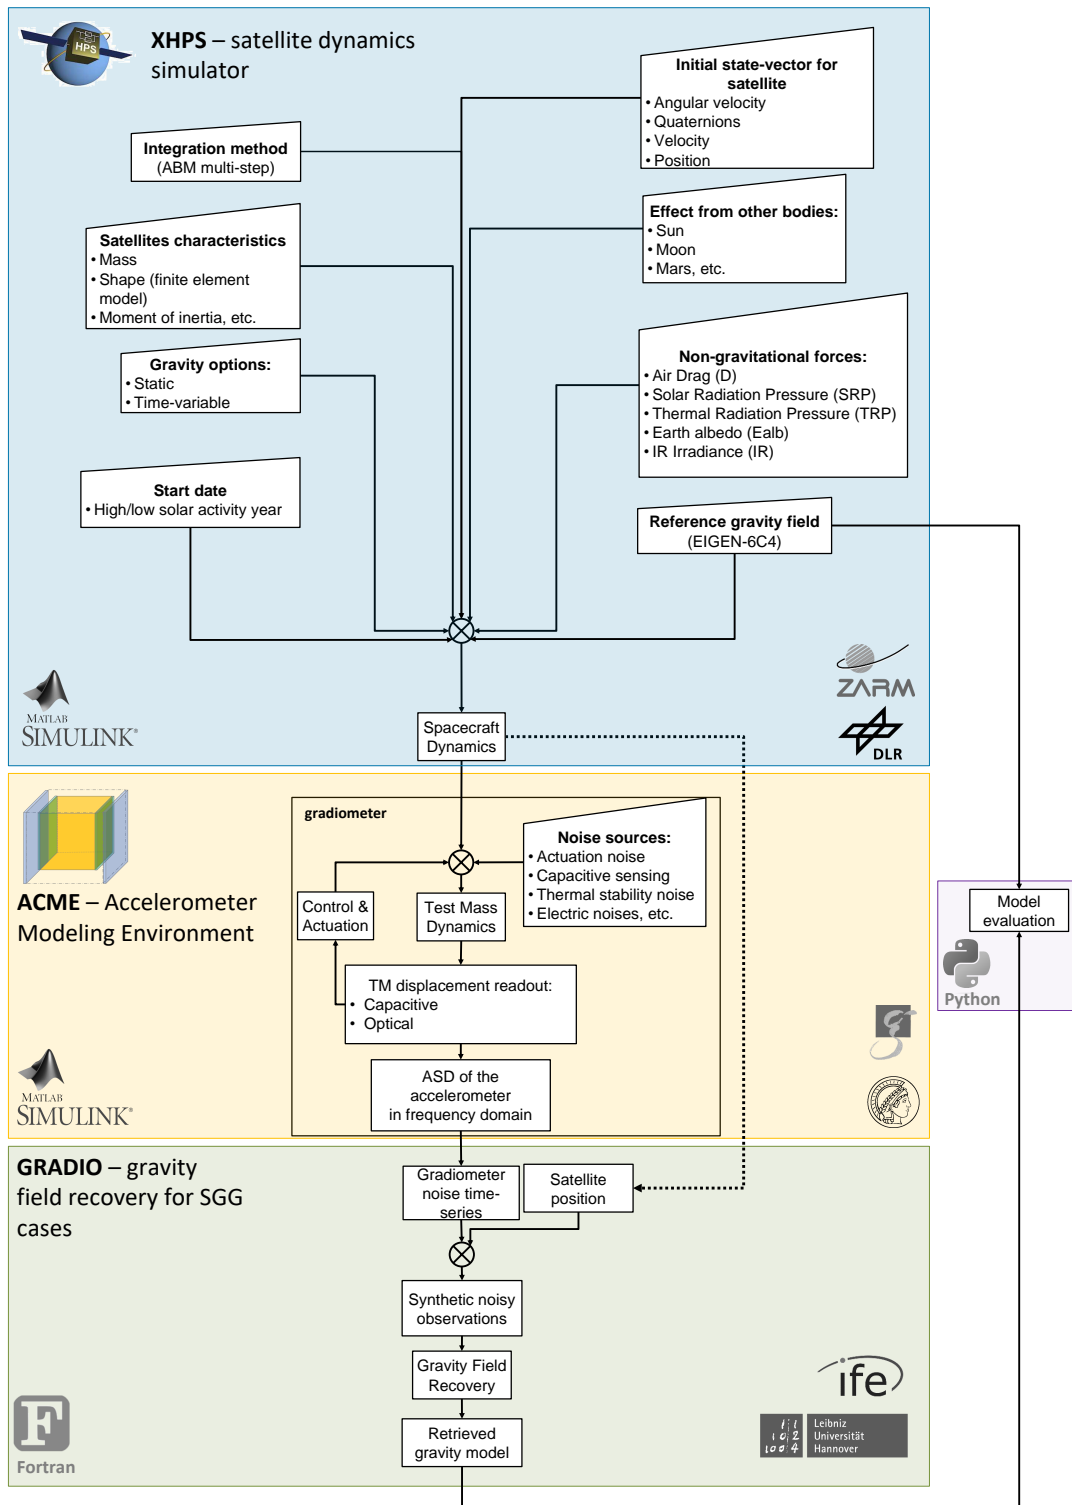 HPS
XHPS – satellite dynamics
simulator
Initial state-vector for
satellite
• Angular velocity
• Quaternions
• Velocity
• Position
Integration method
(ABM multi-step)
Effect from other bodies:
• Sun
• Moon
• Mars, etc.
Satellites characteristics
• Mass
• Shape (finite element
model)
• Moment of inertia, etc.
Non-gravitational forces:
• Air Drag (D)
• Solar Radiation Pressure (SRP)
• Thermal Radiation Pressure (TRP)
• Earth albedo (Ealb)
• IR Irradiance (IR)
Gravity options:
• Static
• Time-variable
Start date
• High/low solar activity year
Reference gravity field
(EIGEN-6C4)
ZARM
MATLAB
SIMULINK®
DLR
Spacecraft
Dynamics
gradiometer
Noise sources:
• Actuation noise
• Capacitive sensing
• Thermal stability noise
• Electric noises, etc.
ACME – Accelerometer
Modeling Environment
Control &
Actuation
Test Mass
Dynamics
Model
evaluation
Python
TM displacement readout:
• Capacitive
• Optical
ASD of the
accelerometer
in frequency domain
MATLAB
SIMULINK®
GRADIO – gravity
field recovery for SGG
cases
Gradiometer
noise time-
series
Satellite
position
Synthetic noisy
observations
Gravity Field
Recovery
Retrieved
gravity model
ife
Fortran
11
102
1004
Leibniz
Universität
Hannover